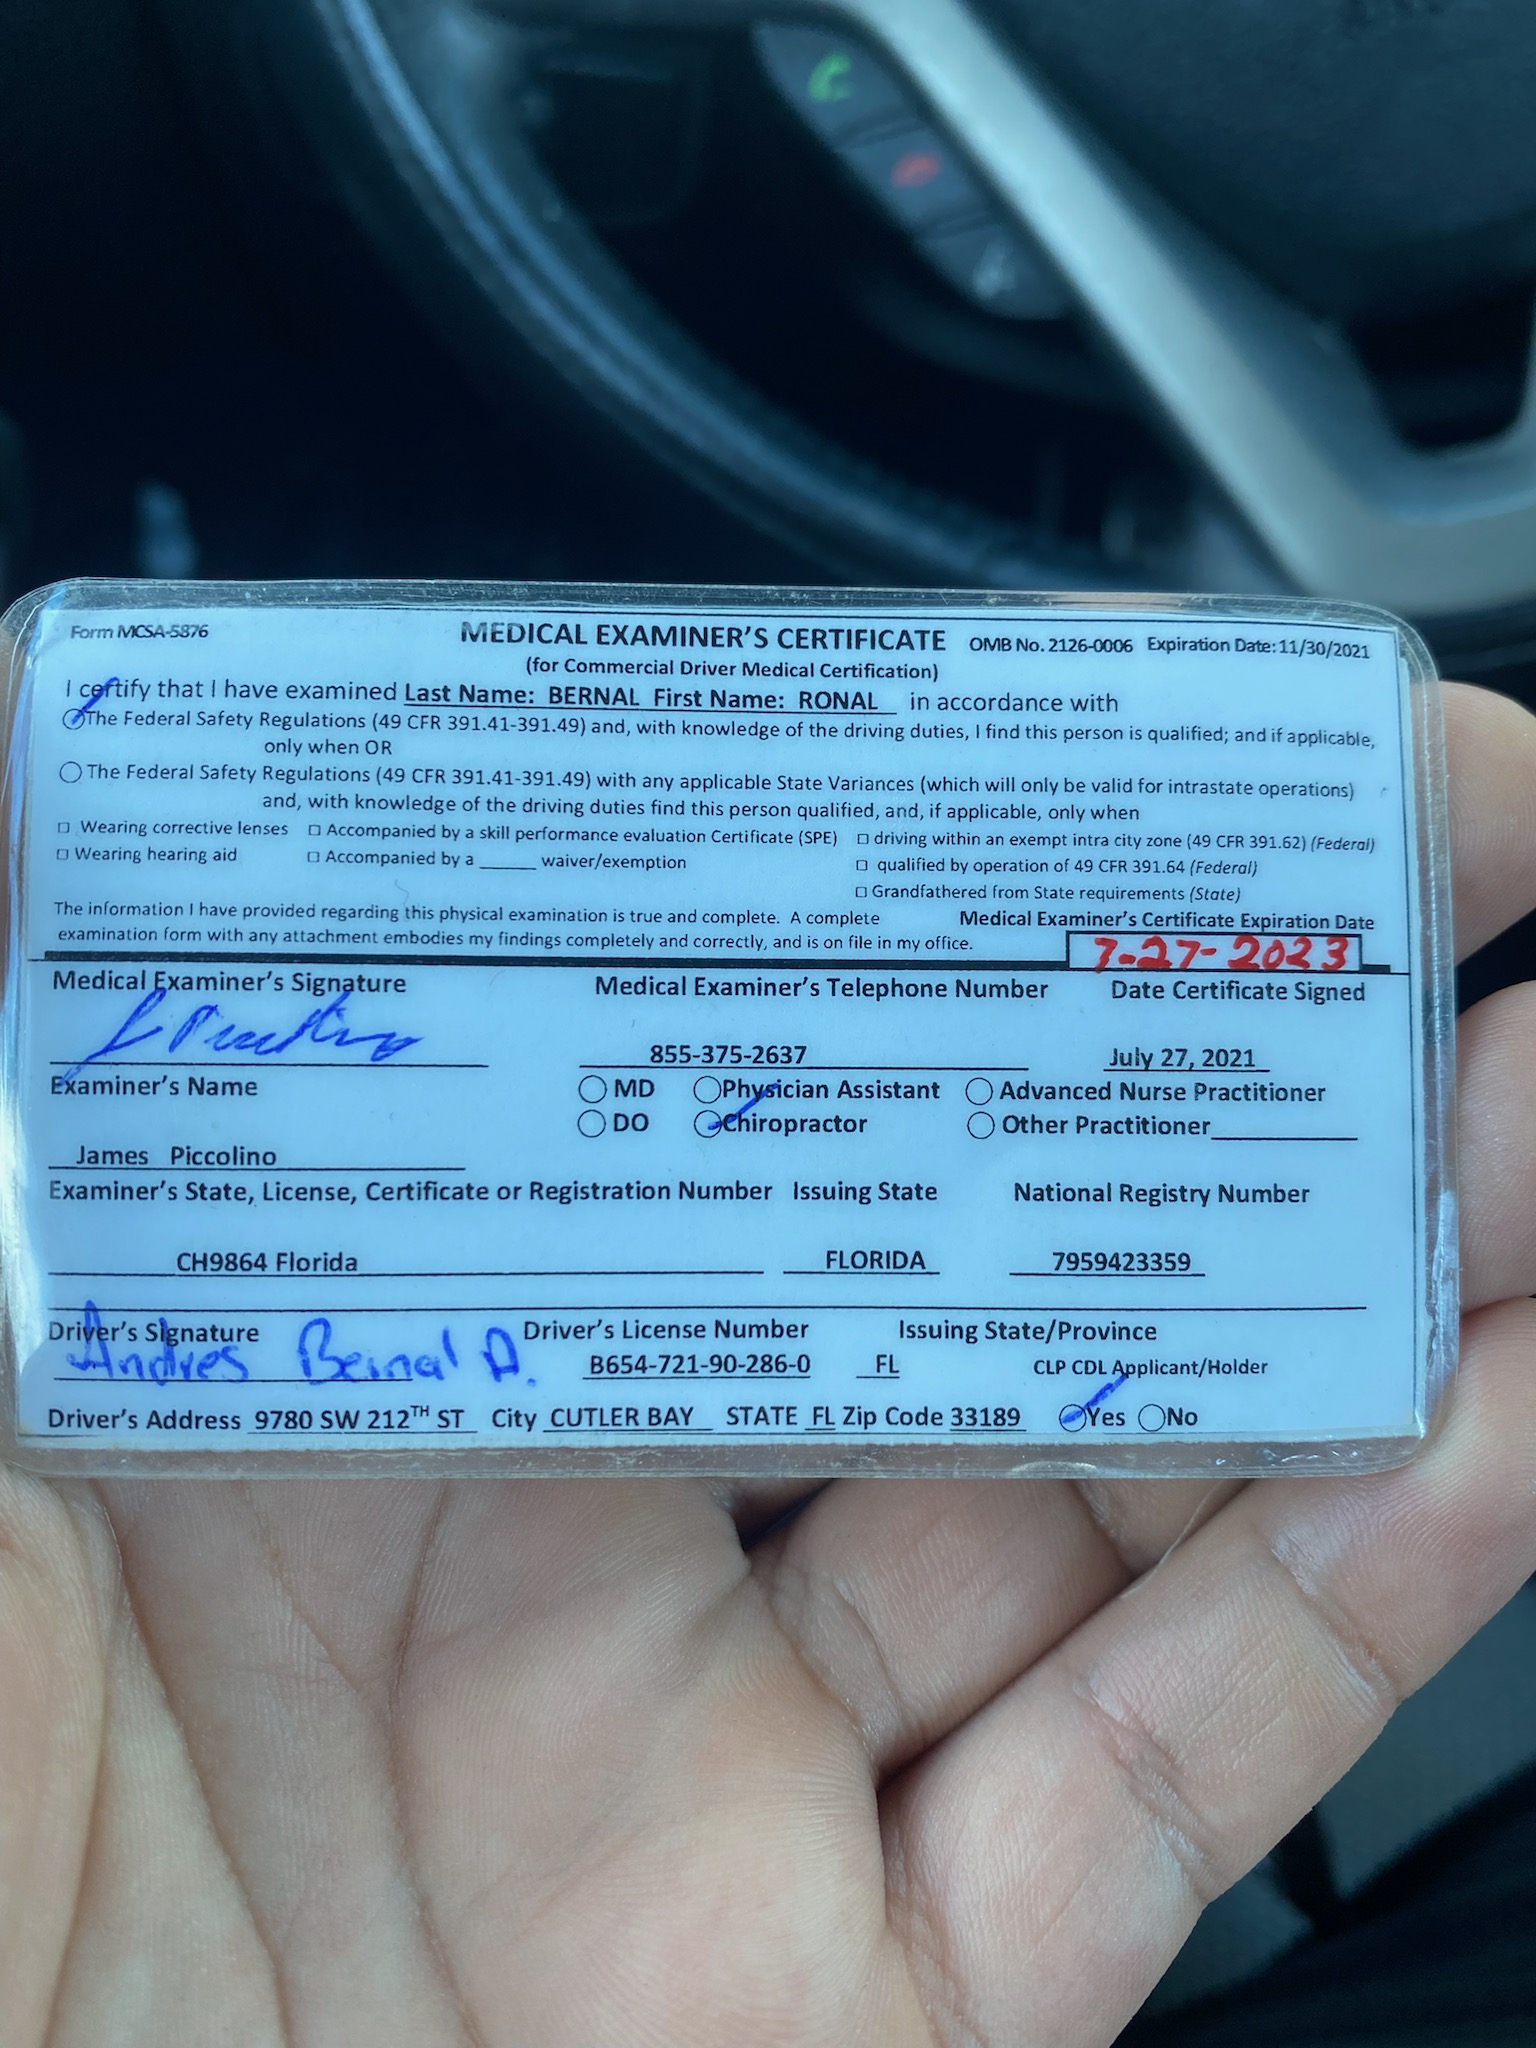 Form MCSA-5876 MEDICAL EXAMINER'S CERTIFICATE OMB No. 2126-0006 Expiration Date: 11/30/2021
(for Commercial Driver Medical Certification)
I certify that I have examined Last Name: BERNAL First Name: RONAL in accordance with
The Federal Safety Regulations (49 CFR 391.41-391.49) and, with knowledge of the driving duties, I find this person is qualified; and if applicable,
only when OR
The Federal Safety Regulations (49 CFR 391.41-391.49) with any applicable State Variances (which will only be valid for intrastate operations)
and, with knowledge of the driving duties find this person qualified, and, if applicable, only when
Wearing corrective lenses Accompanied by a skill performance evaluation Certificate (SPE) driving within an exempt intra city zone (49 CFR 391.62) (Federal)
Wearing hearing aid Accompanied by a ______ waiver/exemption qualified by operation of 49 CFR 391.64 (Federal)
Grandfathered from State requirements (State)
The information I have provided regarding this physical examination is true and complete. A complete Medical Examiner's Certificate Expiration Date
examination form with any attachment embodies my findings completely and correctly, and is on file in my office. 7-27-2023
Medical Examiner's Signature Medical Examiner's Telephone Number Date Certificate Signed
855-375-2637 July 27, 2021
Examiner's Name MD Physician Assistant Advanced Nurse Practitioner
DO Chiropractor Other Practitioner
James Piccolino
Examiner's State, License, Certificate or Registration Number Issuing State National Registry Number
CH9864 Florida FLORIDA 7959423359
Driver's Signature Driver's License Number Issuing State/Province
Andres Bernal A. B654-721-90-286-0 FL CLP CDL Applicant/Holder
Driver's Address 9780 SW 212TH ST City CUTLER BAY STATE FL Zip Code 33189 Yes No